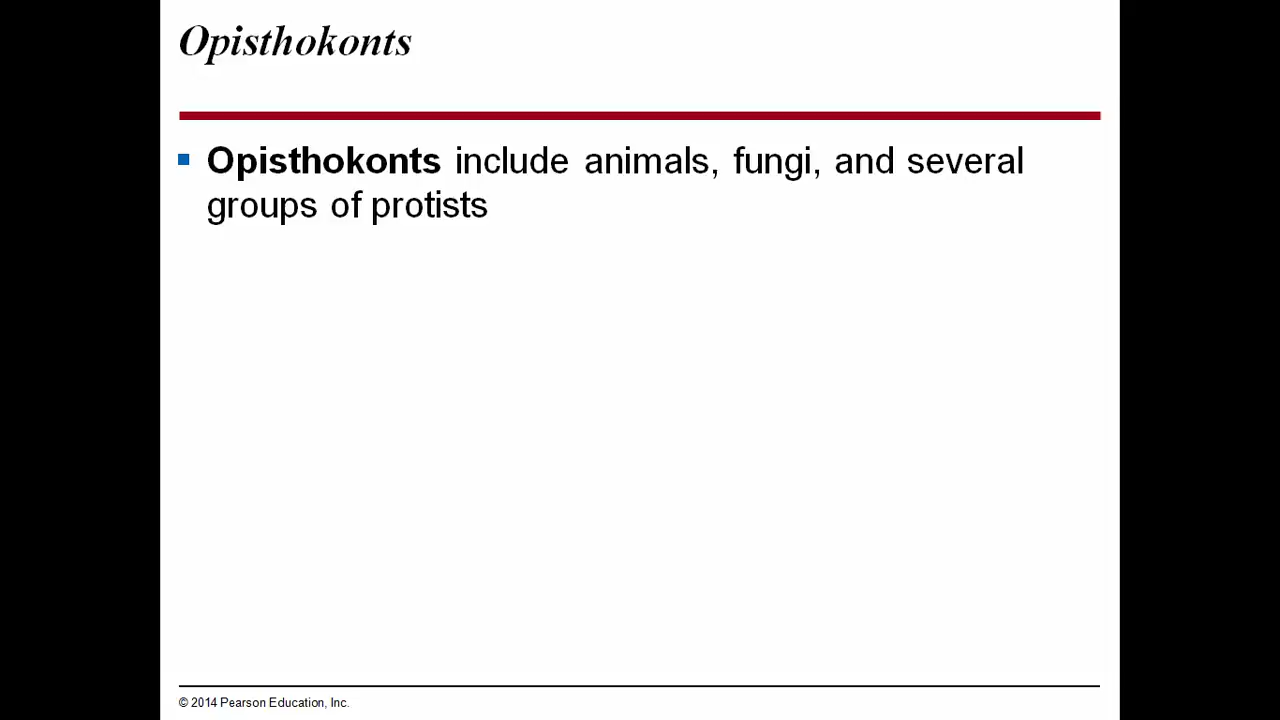 Opisthokonts
Opisthokonts include animals, fungi, and several
groups of protists
© 2014 Pearson Education, Inc.